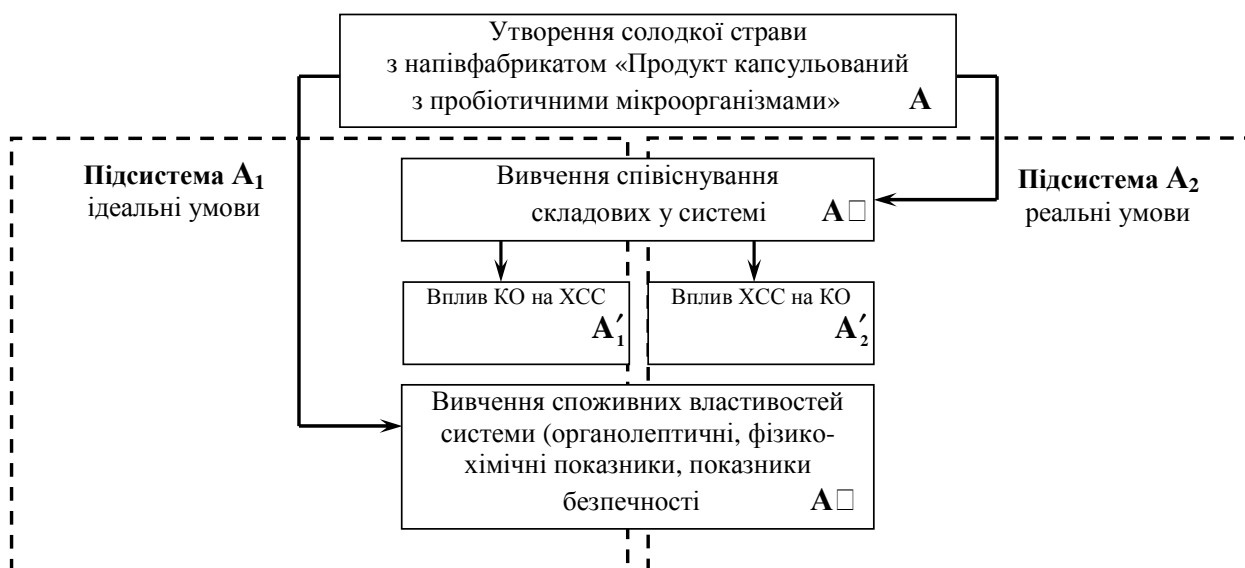 Утворення солодкої страви
з напівфабрикатом «Продукт капсульований
з пробіотичними мікроорганізмами» А
Підсистема А₁
ідеальні умови
Вивчення співіснування
складових у системі А□
Підсистема А₂
реальні умови
Вплив КО на ХСС
А′₁
Вплив ХСС на КО
А′₂
Вивчення споживних властивостей
системи (органолептичні, фізико-
хімічні показники, показники
безпечності А□